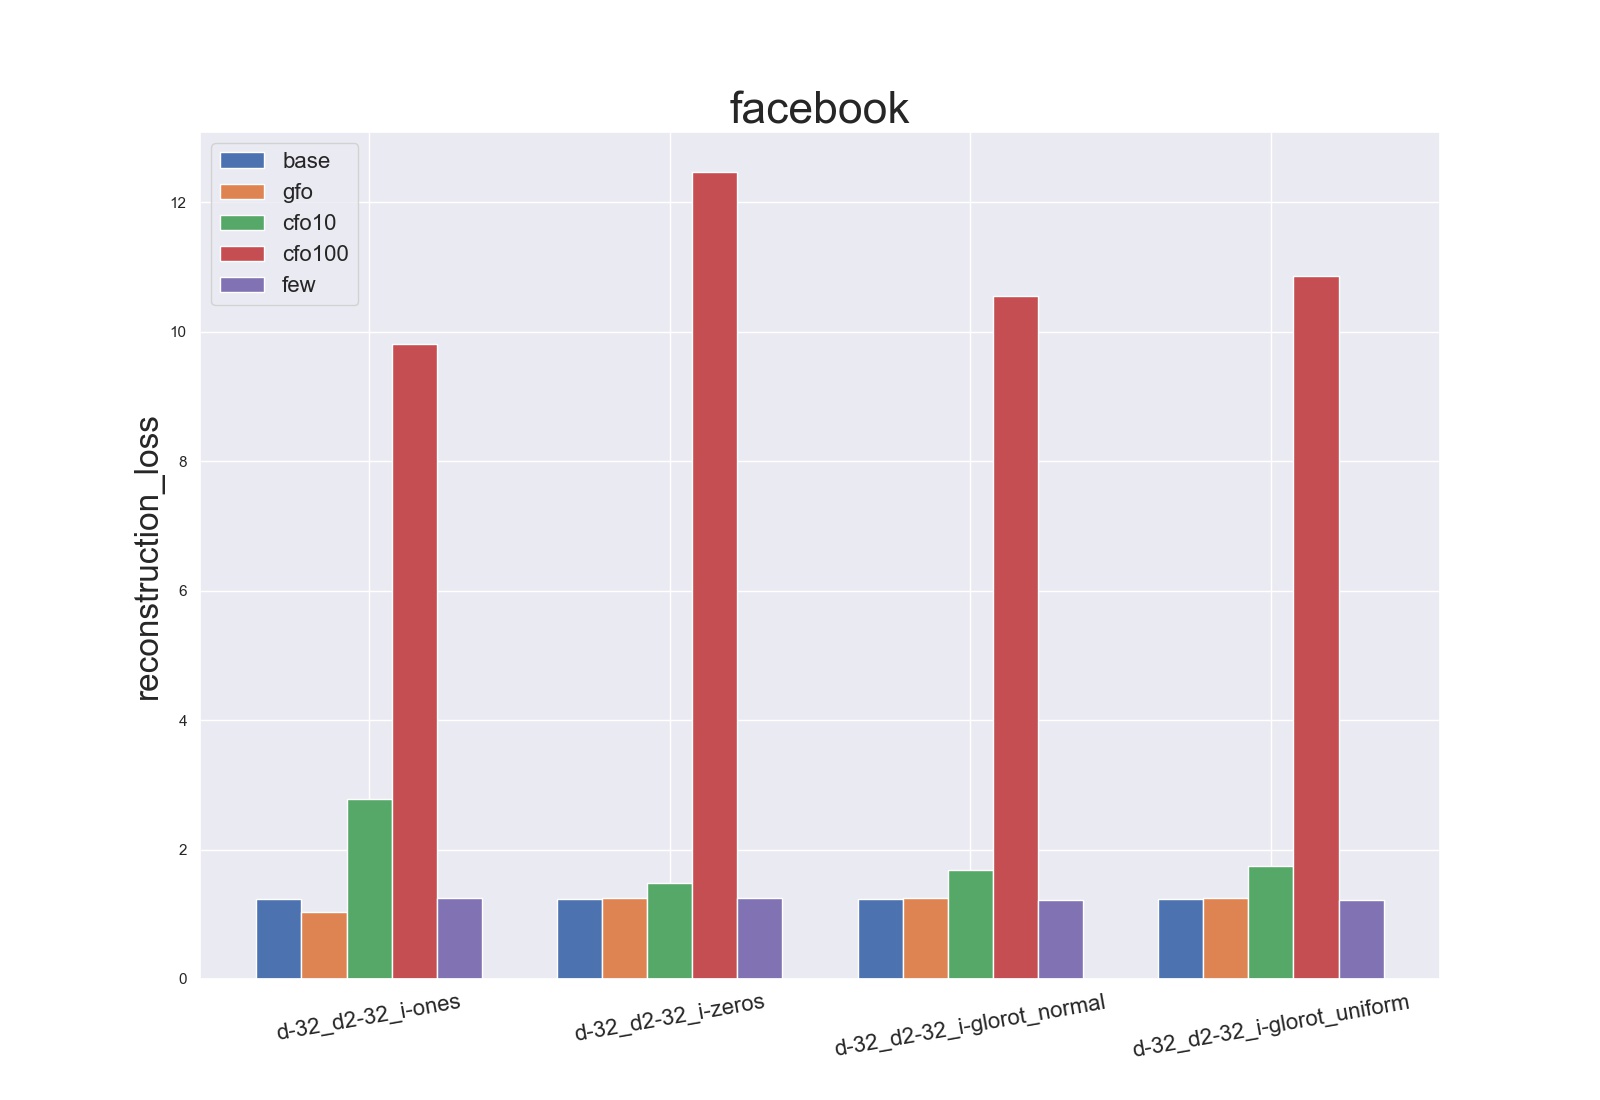 facebook
base
gfo
cfo10
cfo100
few
reconstruction_loss
12
10
8
6
4
2
0
d-32_d2-32_i-ones
d-32_d2-32_i-zeros
d-32_d2-32_i-glorot_normal
d-32_d2-32_i-glorot_uniform